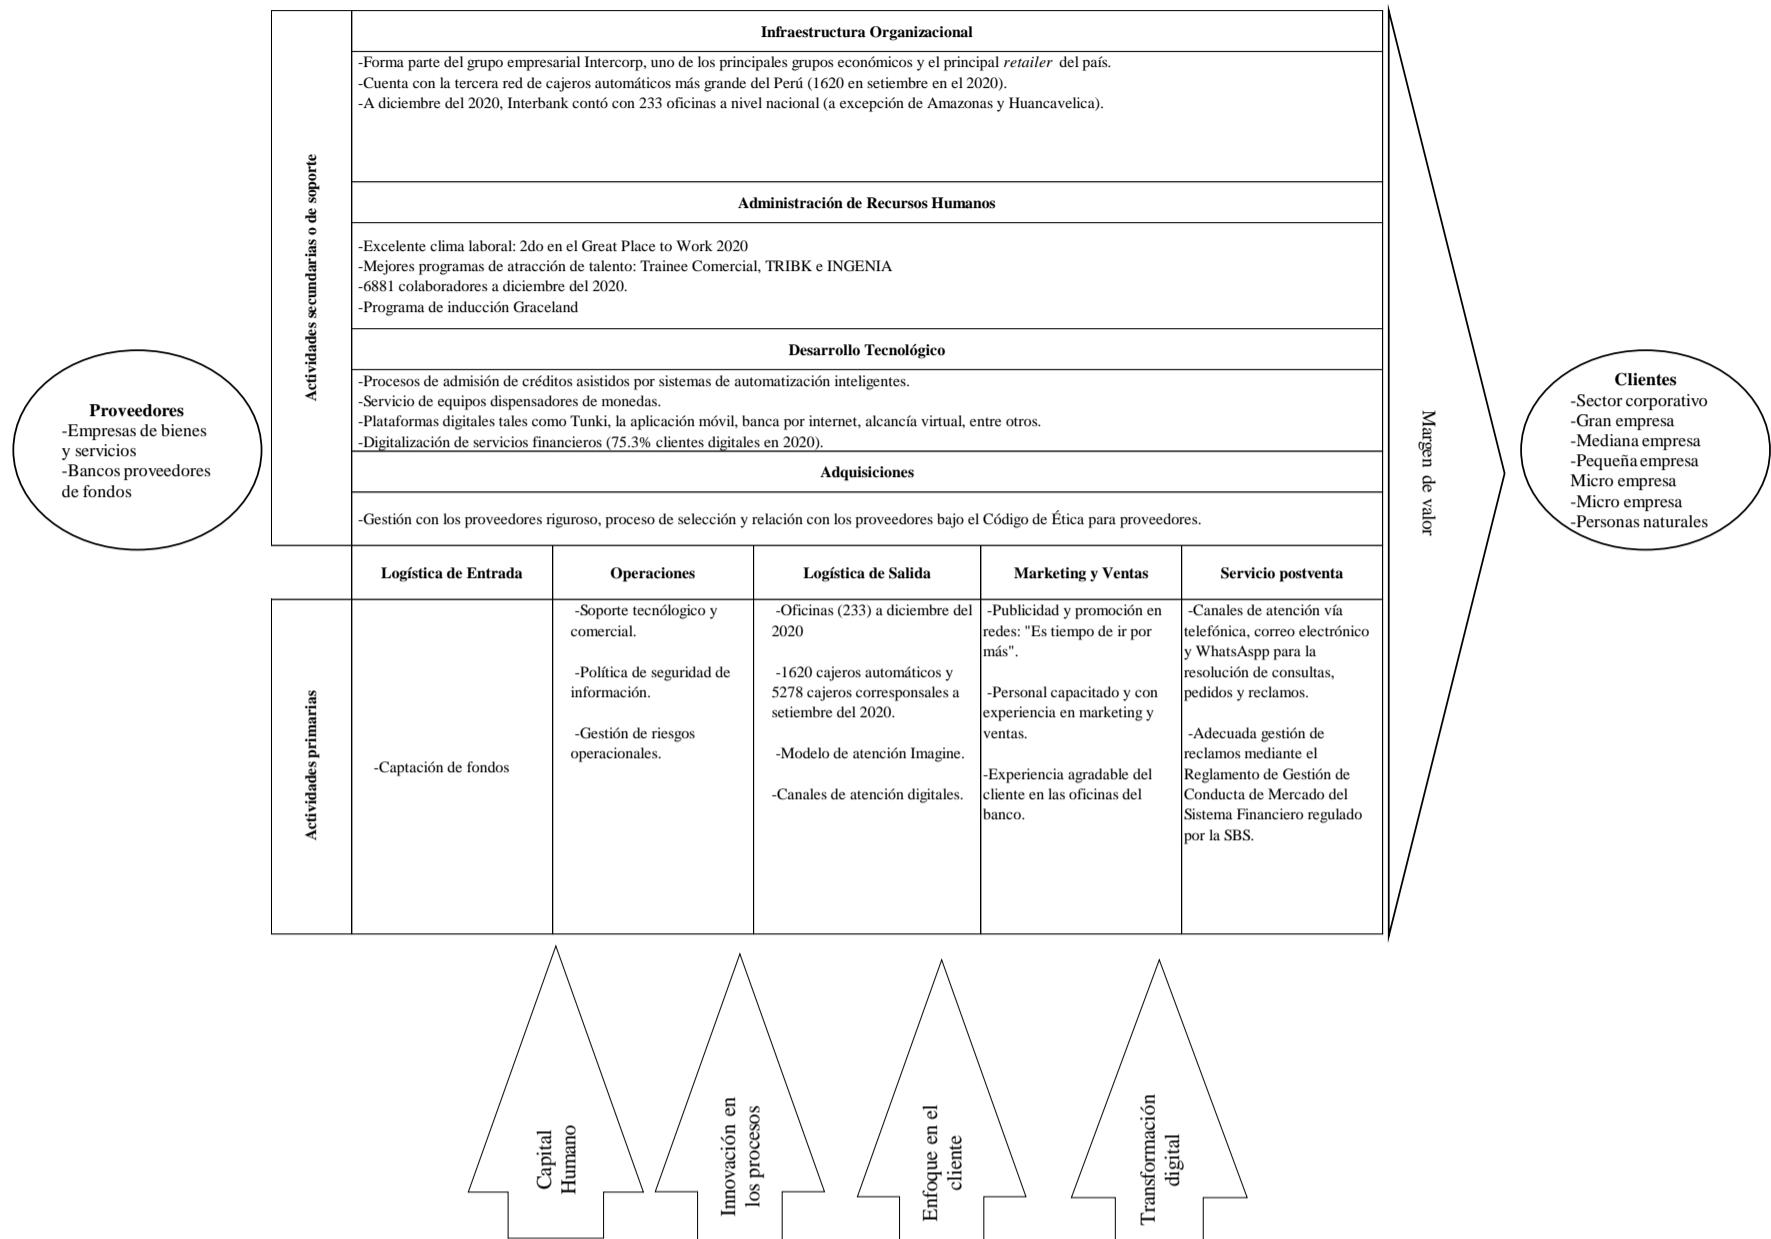 Infraestructura Organizacional
-Forma parte del grupo empresarial Intercorp, uno de los principales grupos económicos y el principal retailer del país.
-Cuenta con la tercera red de cajeros automáticos más grande del Perú (1620 en setiembre en el 2020).
-A diciembre del 2020, Interbank contó con 233 oficinas a nivel nacional (a excepción de Amazonas y Huancavelica).
Actividades secundarias o de soporte
Administración de Recursos Humanos
-Excelente clima laboral: 2do en el Great Place to Work 2020
-Mejores programas de atracción de talento: Trainee Comercial, TRIBK e INGENIA
-6881 colaboradores a diciembre del 2020.
-Programa de inducción Graceland
Desarrollo Tecnológico
-Procesos de admisión de créditos asistidos por sistemas de automatización inteligentes.
-Servicio de equipos dispensadores de monedas.
-Plataformas digitales tales como Tunki, la aplicación móvil, banca por internet, alcancía virtual, entre otros.
-Digitalización de servicios financieros (75.3% clientes digitales en 2020).
Adquisiciones
-Gestión con los proveedores riguroso, proceso de selección y relación con los proveedores bajo el Código de Ética para proveedores.
Proveedores
-Empresas de bienes
y servicios
-Bancos proveedores
de fondos
Margen de valor
Clientes
-Sector corporativo
-Gran empresa
-Mediana empresa
-Pequeña empresa
Micro empresa
-Micro empresa
-Personas naturales
Actividades primarias
Logística de Entrada
-Captación de fondos
Operaciones
-Soporte tecnólogico y
comercial.
-Política de seguridad de
información.
-Gestión de riesgos
operacionales.
Logística de Salida
-Oficinas (233) a diciembre del
2020
-1620 cajeros automáticos y
5278 cajeros corresponsales a
setiembre del 2020.
-Modelo de atención Imagine.
-Canales de atención digitales.
Marketing y Ventas
-Publicidad y promoción en
redes: "Es tiempo de ir por
más".
-Personal capacitado y con
experiencia en marketing y
ventas.
-Experiencia agradable del
cliente en las oficinas del
banco.
Servicio postventa
-Canales de atención vía
telefónica, correo electrónico
y WhatsAspp para la
resolución de consultas,
pedidos y reclamos.
-Adecuada gestión de
reclamos mediante el
Reglamento de Gestión de
Conducta de Mercado del
Sistema Financiero regulado
por la SBS.
Capital
Humano
Innovación en
los procesos
Enfoque en el
cliente
Transformación
digital